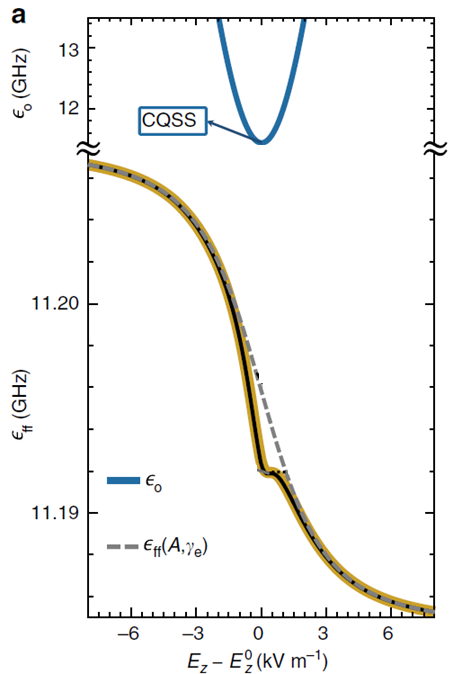 a
ϵo (GHz)
13
12
CQSS
11.20
11.19
ϵff (GHz)
ϵo
ϵff(A,γe)
−6
−3
0
3
6
Ez − Ez0 (kV m−1)